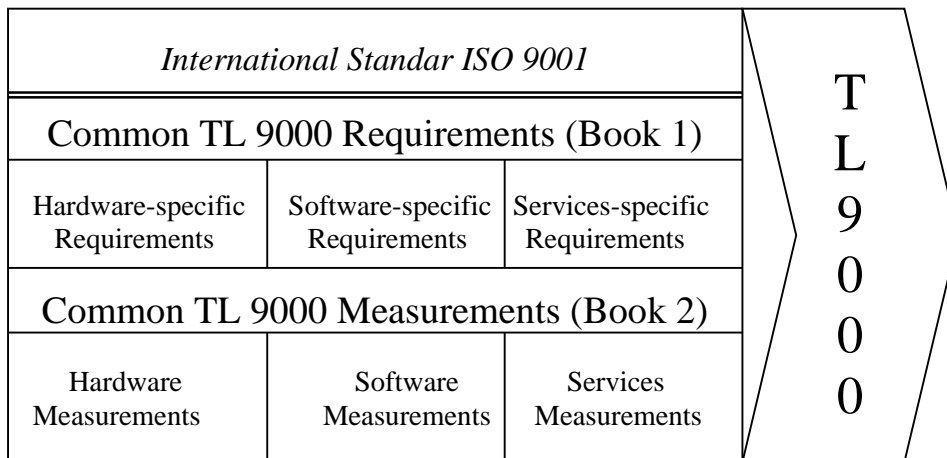 International Standar ISO 9001
Common TL 9000 Requirements (Book 1)
Hardware-specific
Requirements
Software-specific
Requirements
Services-specific
Requirements
Common TL 9000 Measurements (Book 2)
Hardware
Measurements
Software
Measurements
Services
Measurements
T
L
9
0
0
0